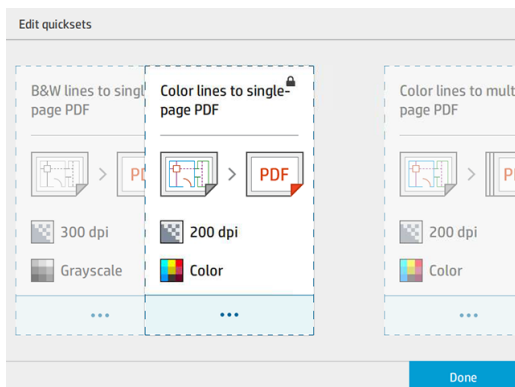 Edit quicksets
B&W lines to singl
page PDF
300 dpi
Grayscale
...
Color lines to single-
page PDF
PDF
200 dpi
Color
...
Color lines to mult
page PDF
200 dpi
Color
...
Done